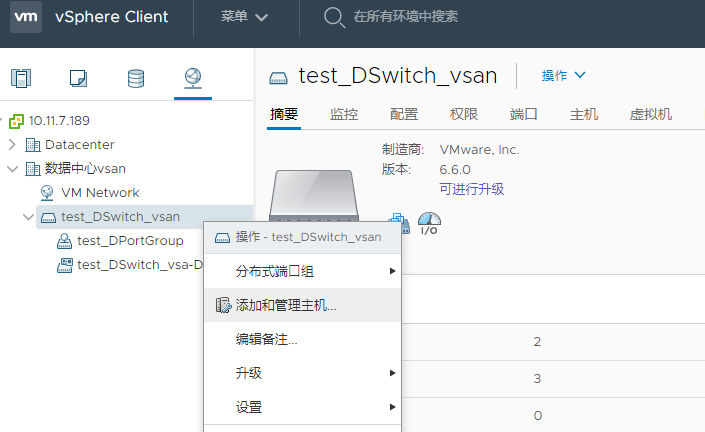 vm vSphere Client 菜单 在所有环境中搜索
test_DSwitch_vsan 操作
摘要 监控 配置 权限 端口 主机 虚拟机
10.11.7.189
Datacenter
数据中心vsan
VM Network
test_DSwitch_vsan
test_DPortGroup
test_DSwitch_vsa-D
制造商: VMware, Inc.
版本: 6.6.0
可进行升级
I/O
操作 - test_DSwitch_vsan
分布式端口组
添加和管理主机...
编辑备注...
升级
设置
2
3
0